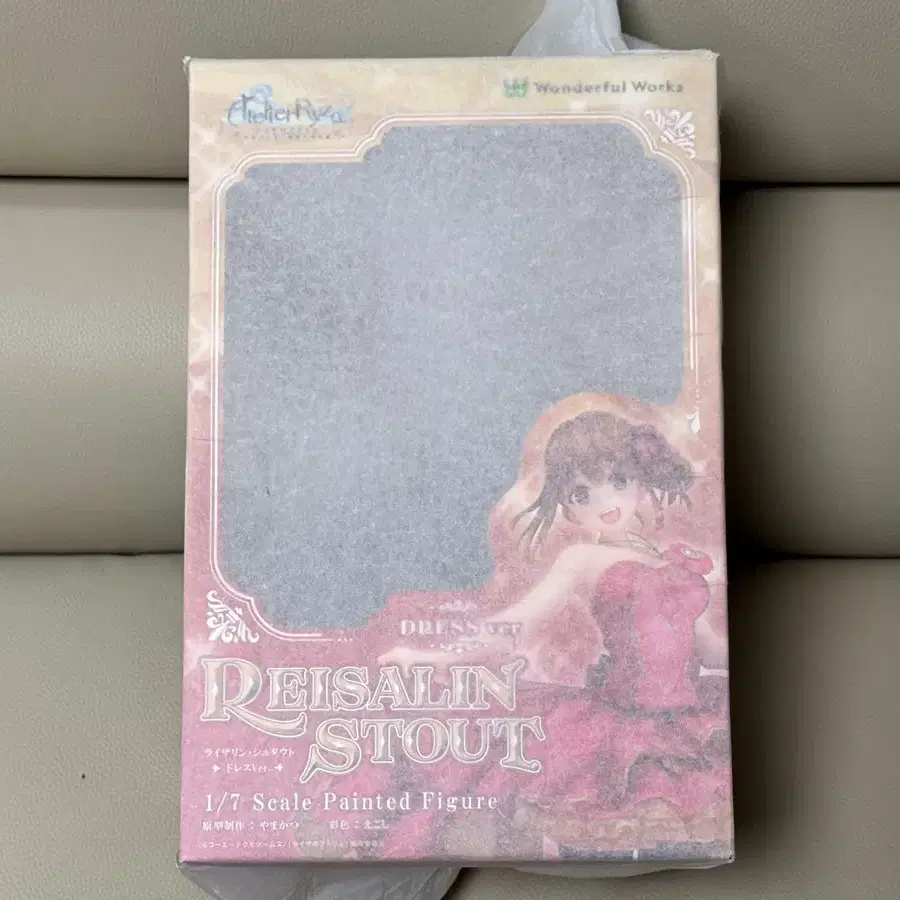 Atelier Ryza
Wonderful Works
DRESS ver
REISALIN
STOUT
ライザリン・シュタウト
ドレスVer.
1/7 Scale Painted Figure
原型制作：やまかつ 彩色：えごし